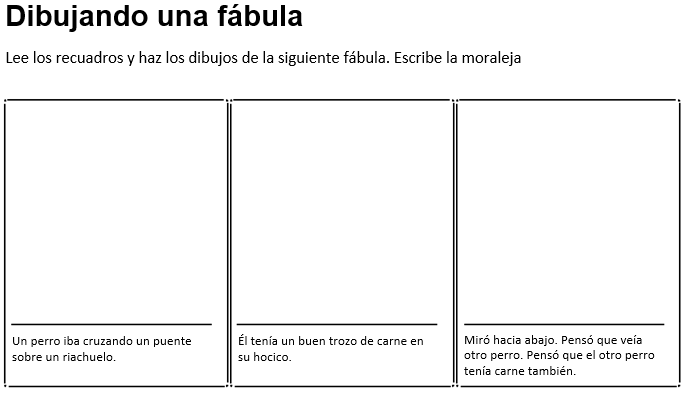 Dibujando una fábula
Lee los recuadros y haz los dibujos de la siguiente fábula. Escribe la moraleja
Un perro iba cruzando un puente
sobre un riachuelo.
Él tenía un buen trozo de carne en
su hocico.
Miró hacia abajo. Pensó que veía
otro perro. Pensó que el otro perro
tenía carne también.